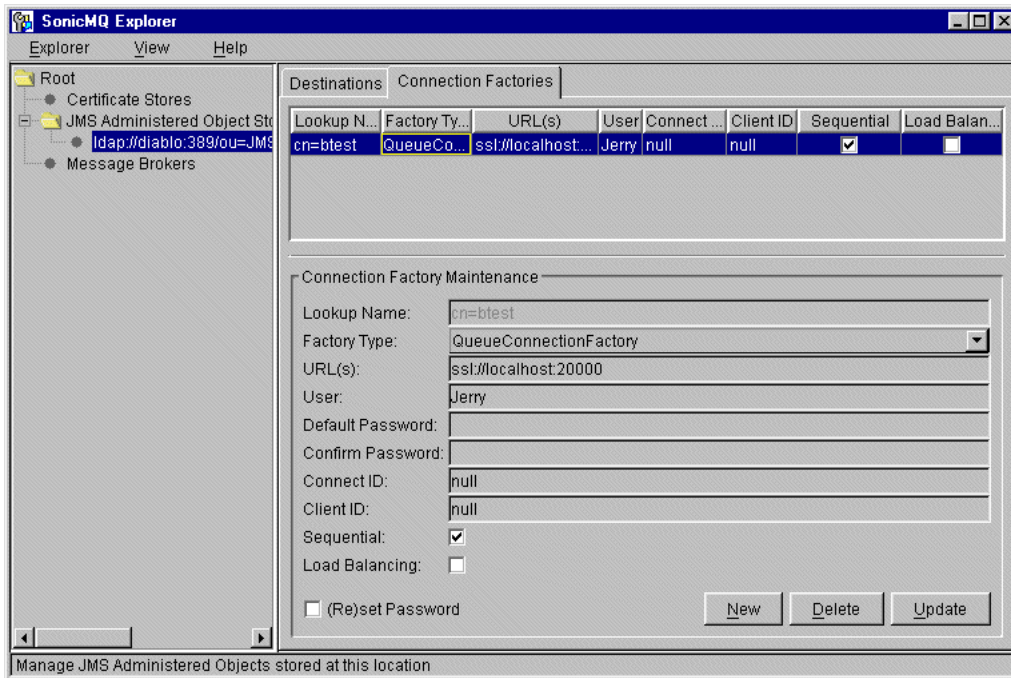 SonicMQ Explorer
Explorer View Help
Root
Certificate Stores
JMS Administered Object Sto
ldap://diablo:389/ou=JMS
Message Brokers
Destinations Connection Factories
Lookup N... Factory Ty... URL(s) User Connect ... Client ID Sequential Load Balan...
cn=btest QueueCo... ssl://localhost:... Jerry null null
Connection Factory Maintenance
Lookup Name: cn=btest
Factory Type: QueueConnectionFactory
URL(s): ssl://localhost:20000
User: Jerry
Default Password:
Confirm Password:
Connect ID: null
Client ID: null
Sequential:
Load Balancing:
(Re)set Password New Delete Update
Manage JMS Administered Objects stored at this location